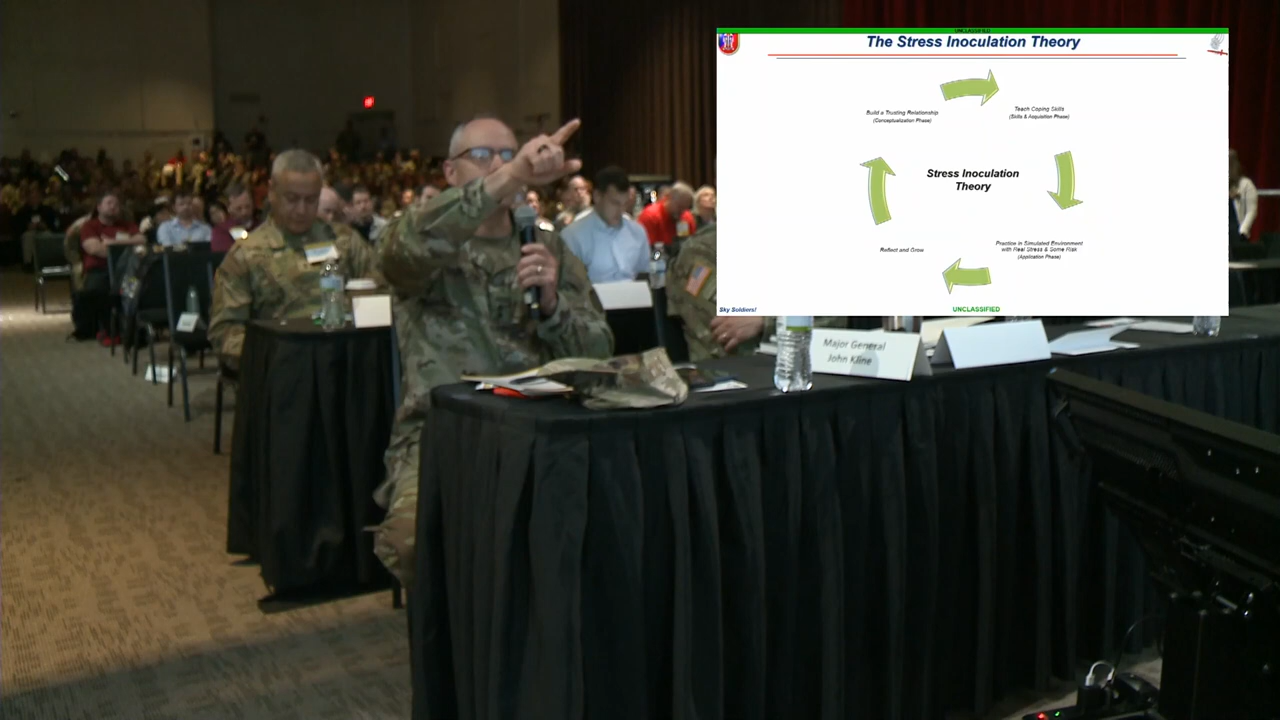 UNCLASSIFIED
The Stress Inoculation Theory
Build a Trusting Relationship
(Conceptualization Phase)
Teach Coping Skills
(Skills & Acquisition Phase)
Stress Inoculation
Theory
Reflect and Grow
Practice in Simulated Environment
with Real Stress & Some Risk
(Application Phase)
Sky Soldiers!
UNCLASSIFIED
Major General
John Kline